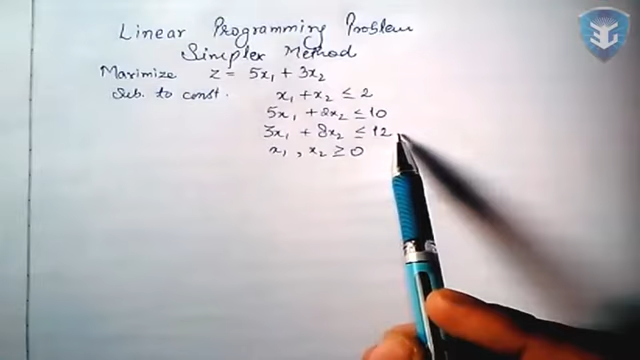 Linear Programming Problem
Simplex Method
Maximize Z = 5x₁ + 3x₂
Sub. to const. x₁ + x₂ ≤ 2
5x₁ + 2x₂ ≤ 10
3x₁ + 8x₂ ≤ 12
x₁, x₂ ≥ 0